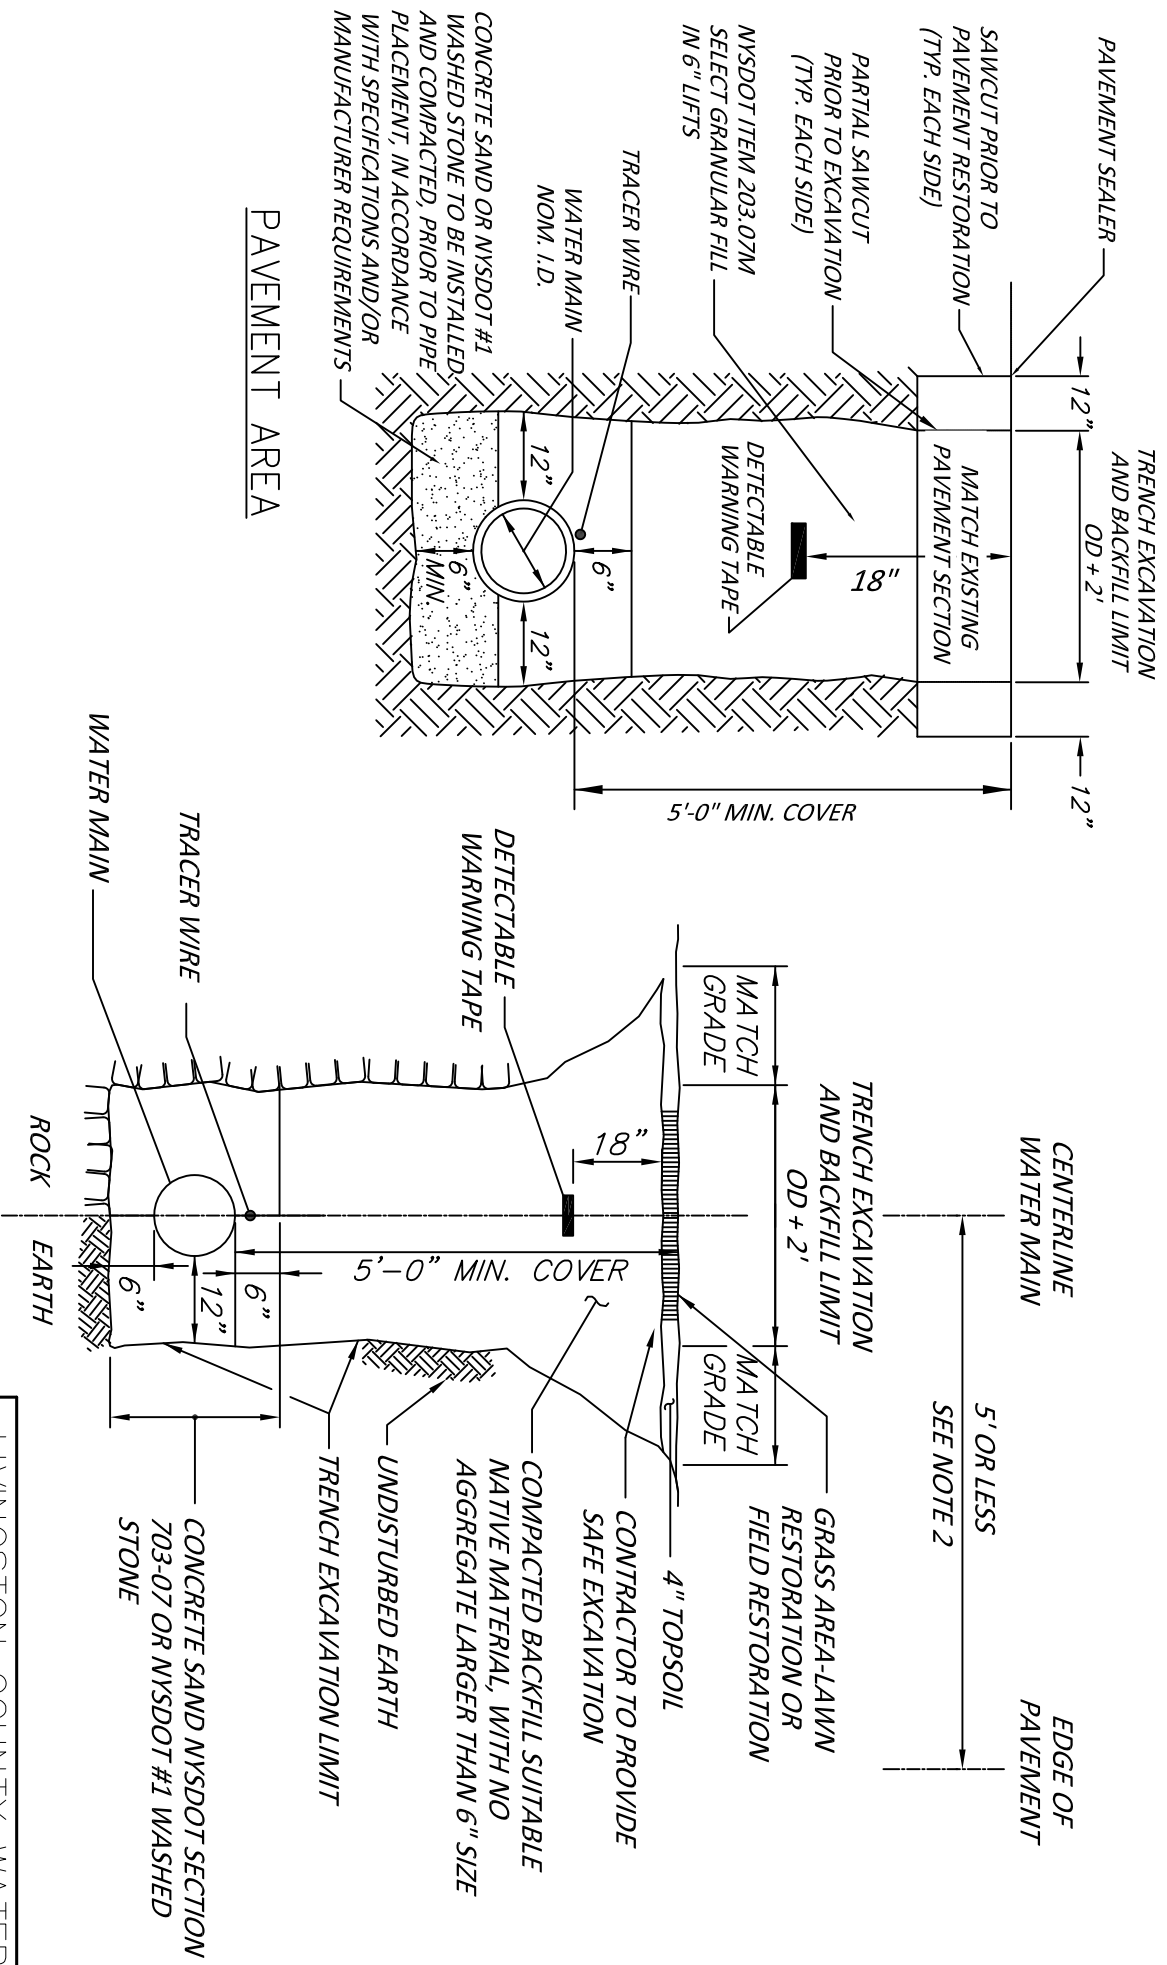 PAVEMENT SEALER
SAWCUT PRIOR TO
PAVEMENT RESTORATION
(TYP. EACH SIDE)
PARTIAL SAWCUT
PRIOR TO EXCAVATION
(TYP. EACH SIDE)
NYSDOT ITEM 203.07M
SELECT GRANULAR FILL
IN 6" LIFTS
TRACER WIRE
WATER MAIN
NOM. I.D.
CONCRETE SAND OR NYSDOT #1
WASHED STONE TO BE INSTALLED
AND COMPACTED, PRIOR TO PIPE
PLACEMENT, IN ACCORDANCE
WITH SPECIFICATIONS AND/OR
MANUFACTURER REQUIREMENTS
TRENCH EXCAVATION
AND BACKFILL LIMIT
OD + 2'
12"
12"
MATCH EXISTING
PAVEMENT SECTION
18"
DETECTABLE
WARNING TAPE
6"
12"
12"
6"
MIN.
5'-0" MIN. COVER
PAVEMENT AREA
CENTERLINE
WATER MAIN
EDGE OF
PAVEMENT
5' OR LESS
SEE NOTE 2
TRENCH EXCAVATION
AND BACKFILL LIMIT
OD + 2'
MATCH
GRADE
MATCH
GRADE
18"
DETECTABLE
WARNING TAPE
5'-0" MIN. COVER
TRACER WIRE
WATER MAIN
6"
12"
6"
ROCK
EARTH
GRASS AREA-LAWN
RESTORATION OR
FIELD RESTORATION
4" TOPSOIL
CONTRACTOR TO PROVIDE
SAFE EXCAVATION
COMPACTED BACKFILL SUITABLE
NATIVE MATERIAL, WITH NO
AGGREGATE LARGER THAN 6" SIZE
UNDISTURBED EARTH
TRENCH EXCAVATION LIMIT
CONCRETE SAND NYSDOT SECTION
703-07 OR NYSDOT #1 WASHED
STONE
LIVINGSTON COUNTY WATER